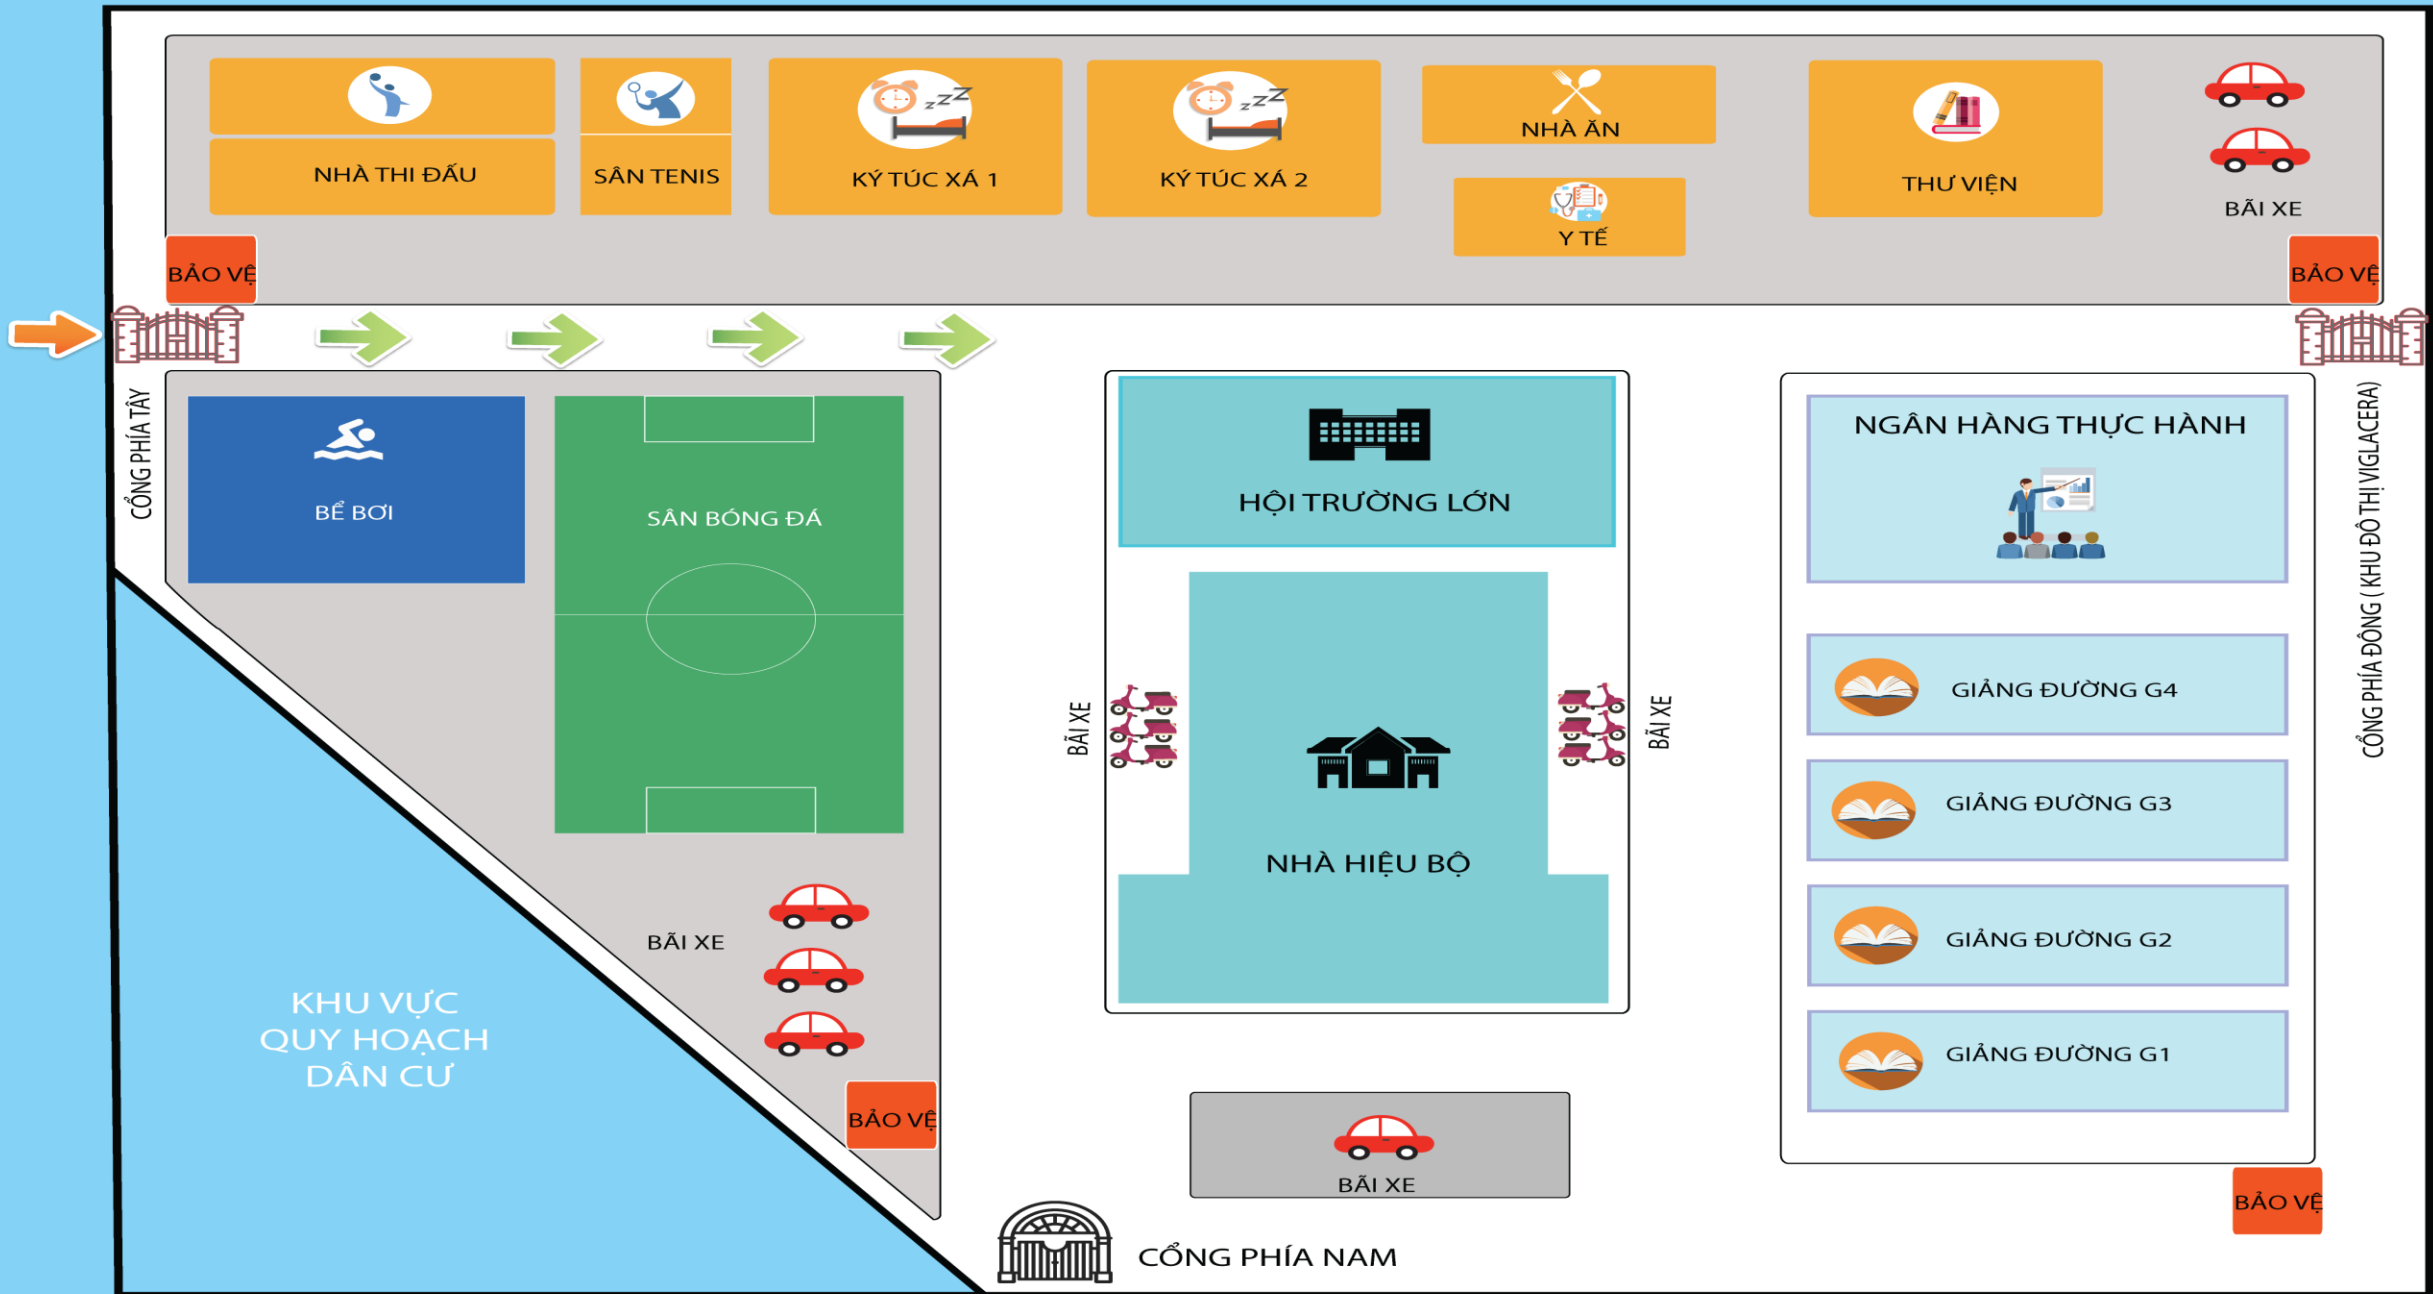 NHÀ THI ĐẤU
SÂN TENIS
KÝ TÚC XÁ 1
KÝ TÚC XÁ 2
NHÀ ĂN
Y TẾ
THƯ VIỆN
BÃI XE
BẢO VỆ
BẢO VỆ
CỔNG PHÍA TÂY
BỂ BƠI
SÂN BÓNG ĐÁ
HỘI TRƯỜNG LỚN
NGÂN HÀNG THỰC HÀNH
CỔNG PHÍA ĐÔNG ( KHU ĐÔ THỊ VIGLACERA)
BÃI XE
BÃI XE
NHÀ HIỆU BỘ
GIẢNG ĐƯỜNG G4
GIẢNG ĐƯỜNG G3
GIẢNG ĐƯỜNG G2
GIẢNG ĐƯỜNG G1
BÃI XE
KHU VỰC
QUY HOẠCH
DÂN CƯ
BẢO VỆ
BÃI XE
BẢO VỆ
CỔNG PHÍA NAM